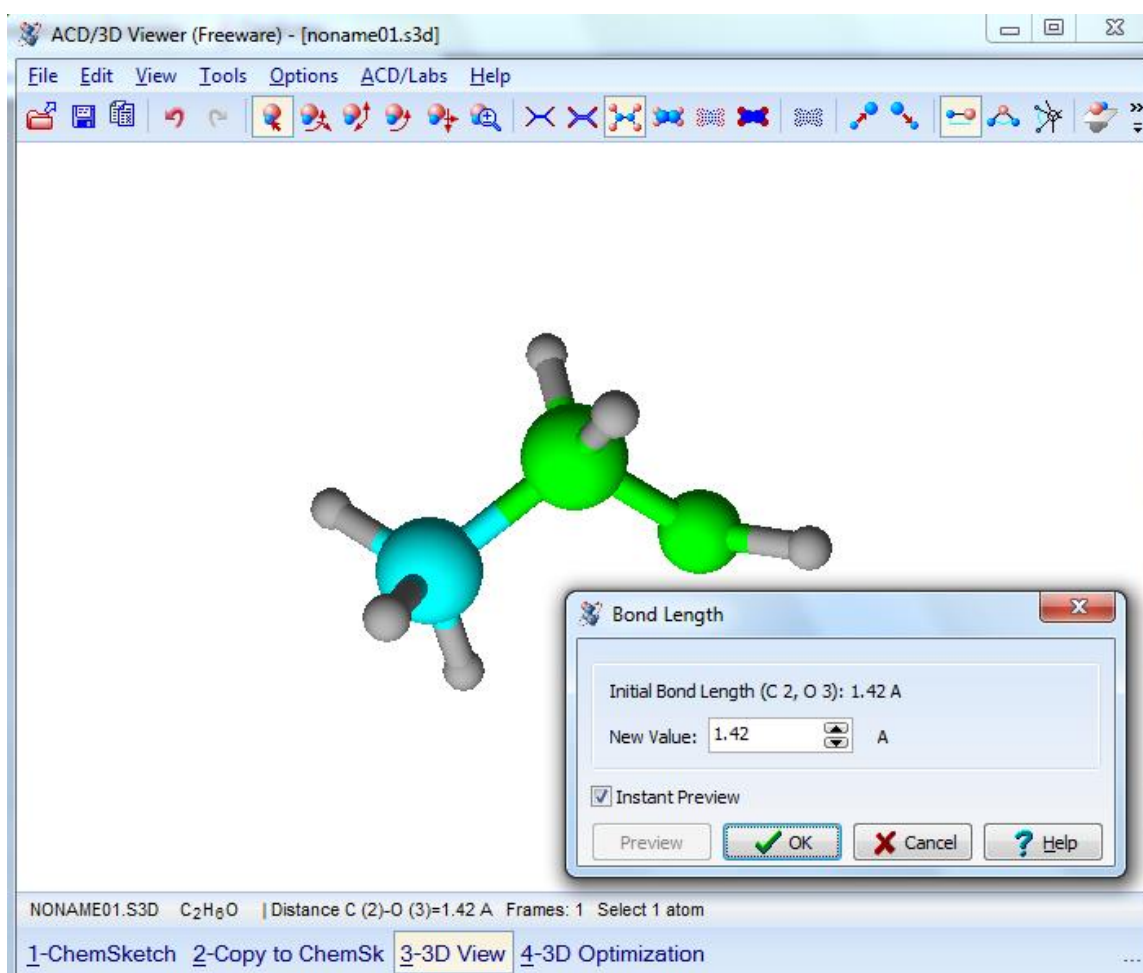 ACD/3D Viewer (Freeware) - [noname01.s3d]
File Edit View Tools Options ACD/Labs Help
Bond Length
Initial Bond Length (C 2, O 3): 1.42 A
New Value: 1.42 A
Instant Preview
Preview OK Cancel Help
NONAME01.S3D C2H6O | Distance C (2)-O (3)=1.42 A Frames: 1 Select 1 atom
1-ChemSketch 2-Copy to ChemSk 3-3D View 4-3D Optimization ...